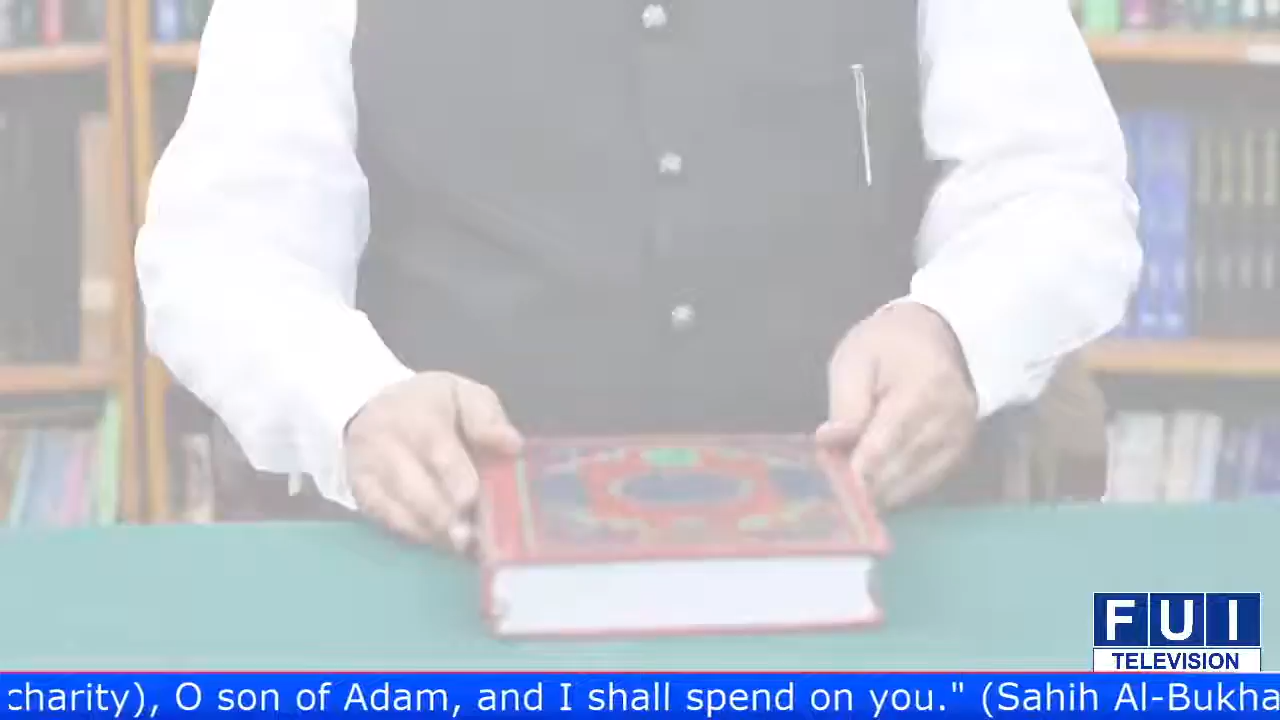 FUI
TELEVISION
charity), O son of Adam, and I shall spend on you." (Sahih Al-Bukha